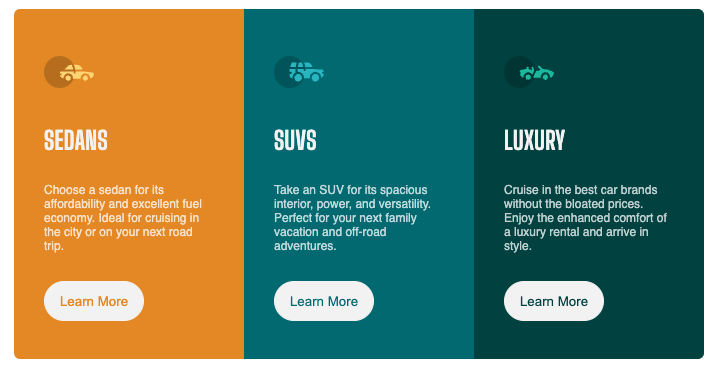 SEDANS
Choose a sedan for its
affordability and excellent fuel
economy. Ideal for cruising in
the city or on your next road
trip.
Learn More
SUVS
Take an SUV for its spacious
interior, power, and versatility.
Perfect for your next family
vacation and off-road
adventures.
Learn More
LUXURY
Cruise in the best car brands
without the bloated prices.
Enjoy the enhanced comfort of
a luxury rental and arrive in
style.
Learn More